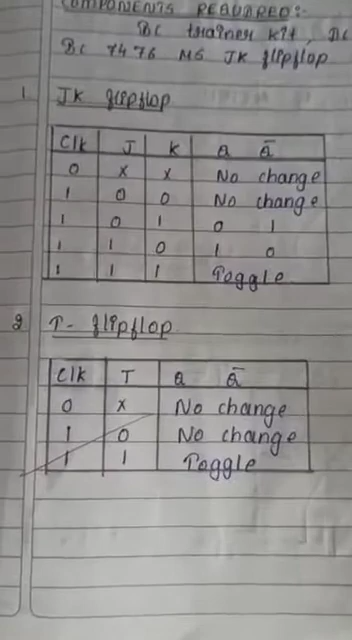 COMPONENTS REQUIRED:-
DC trainer kit, DC
DC 7476 MS JK flipflop
1 JK flipflop
Clk J K Q Q̄
0 x x No change
1 0 0 No change
1 0 1 0 1
1 1 0 1 0
1 1 1 Toggle
2 T- flipflop
Clk T Q Q̄
0 x No change
1 0 No change
1 1 Toggle